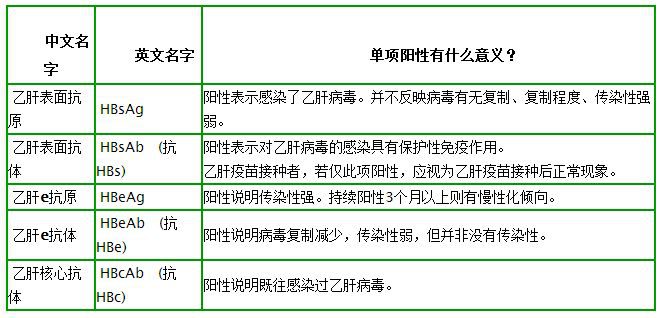 中文名字 英文名字 单项阳性有什么意义？
乙肝表面抗原 HBsAg 阳性表示感染了乙肝病毒。并不反映病毒有无复制、复制程度、传染性强弱。
乙肝表面抗体 HBsAb （抗HBs） 阳性表示对乙肝病毒的感染具有保护性免疫作用。
乙肝疫苗接种者，若仅此项阳性，应视为乙肝疫苗接种后正常现象。
乙肝e抗原 HBeAg 阳性说明传染性强。持续阳性3个月以上则有慢性化倾向。
乙肝e抗体 HBeAb （抗HBe） 阳性说明病毒复制减少，传染性弱，但并非没有传染性。
乙肝核心抗体 HBcAb （抗HBc） 阳性说明既往感染过乙肝病毒。